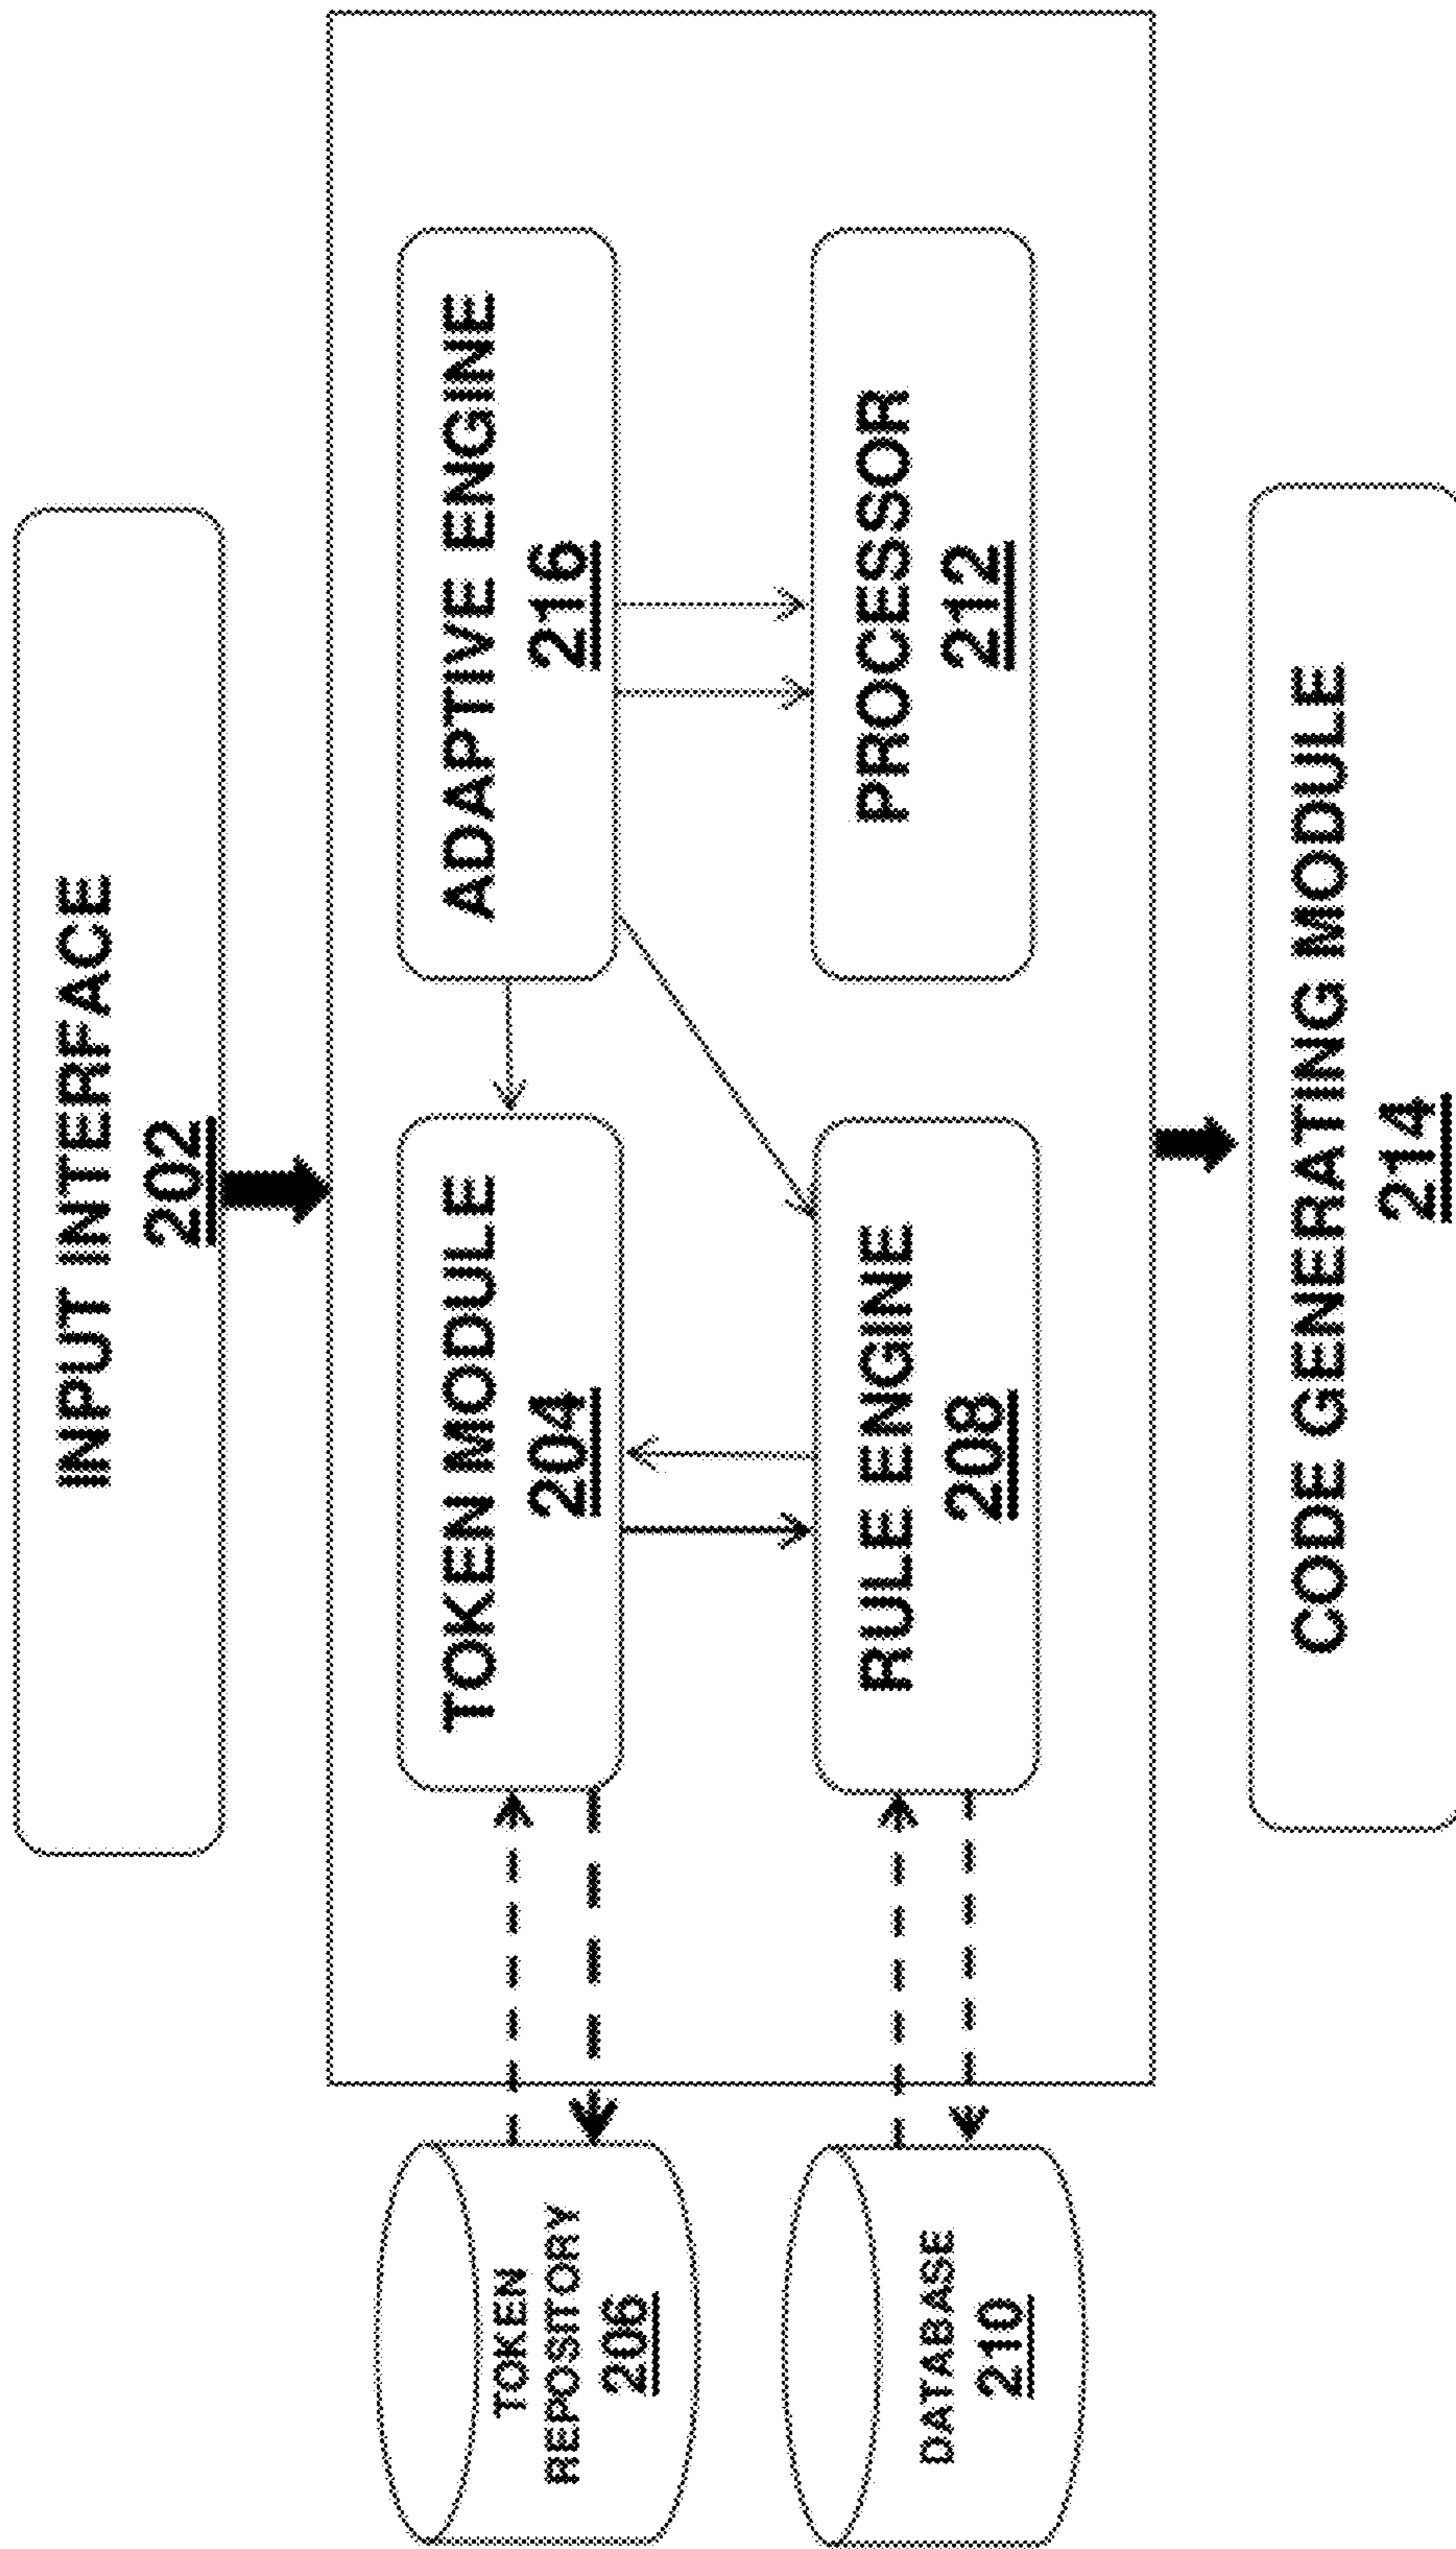 INPUT INTERFACE
202
TOKEN MODULE
204
ADAPTIVE ENGINE
216
TOKEN
REPOSITORY
206
RULE ENGINE
208
PROCESSOR
212
DATABASE
210
CODE GENERATING MODULE
214